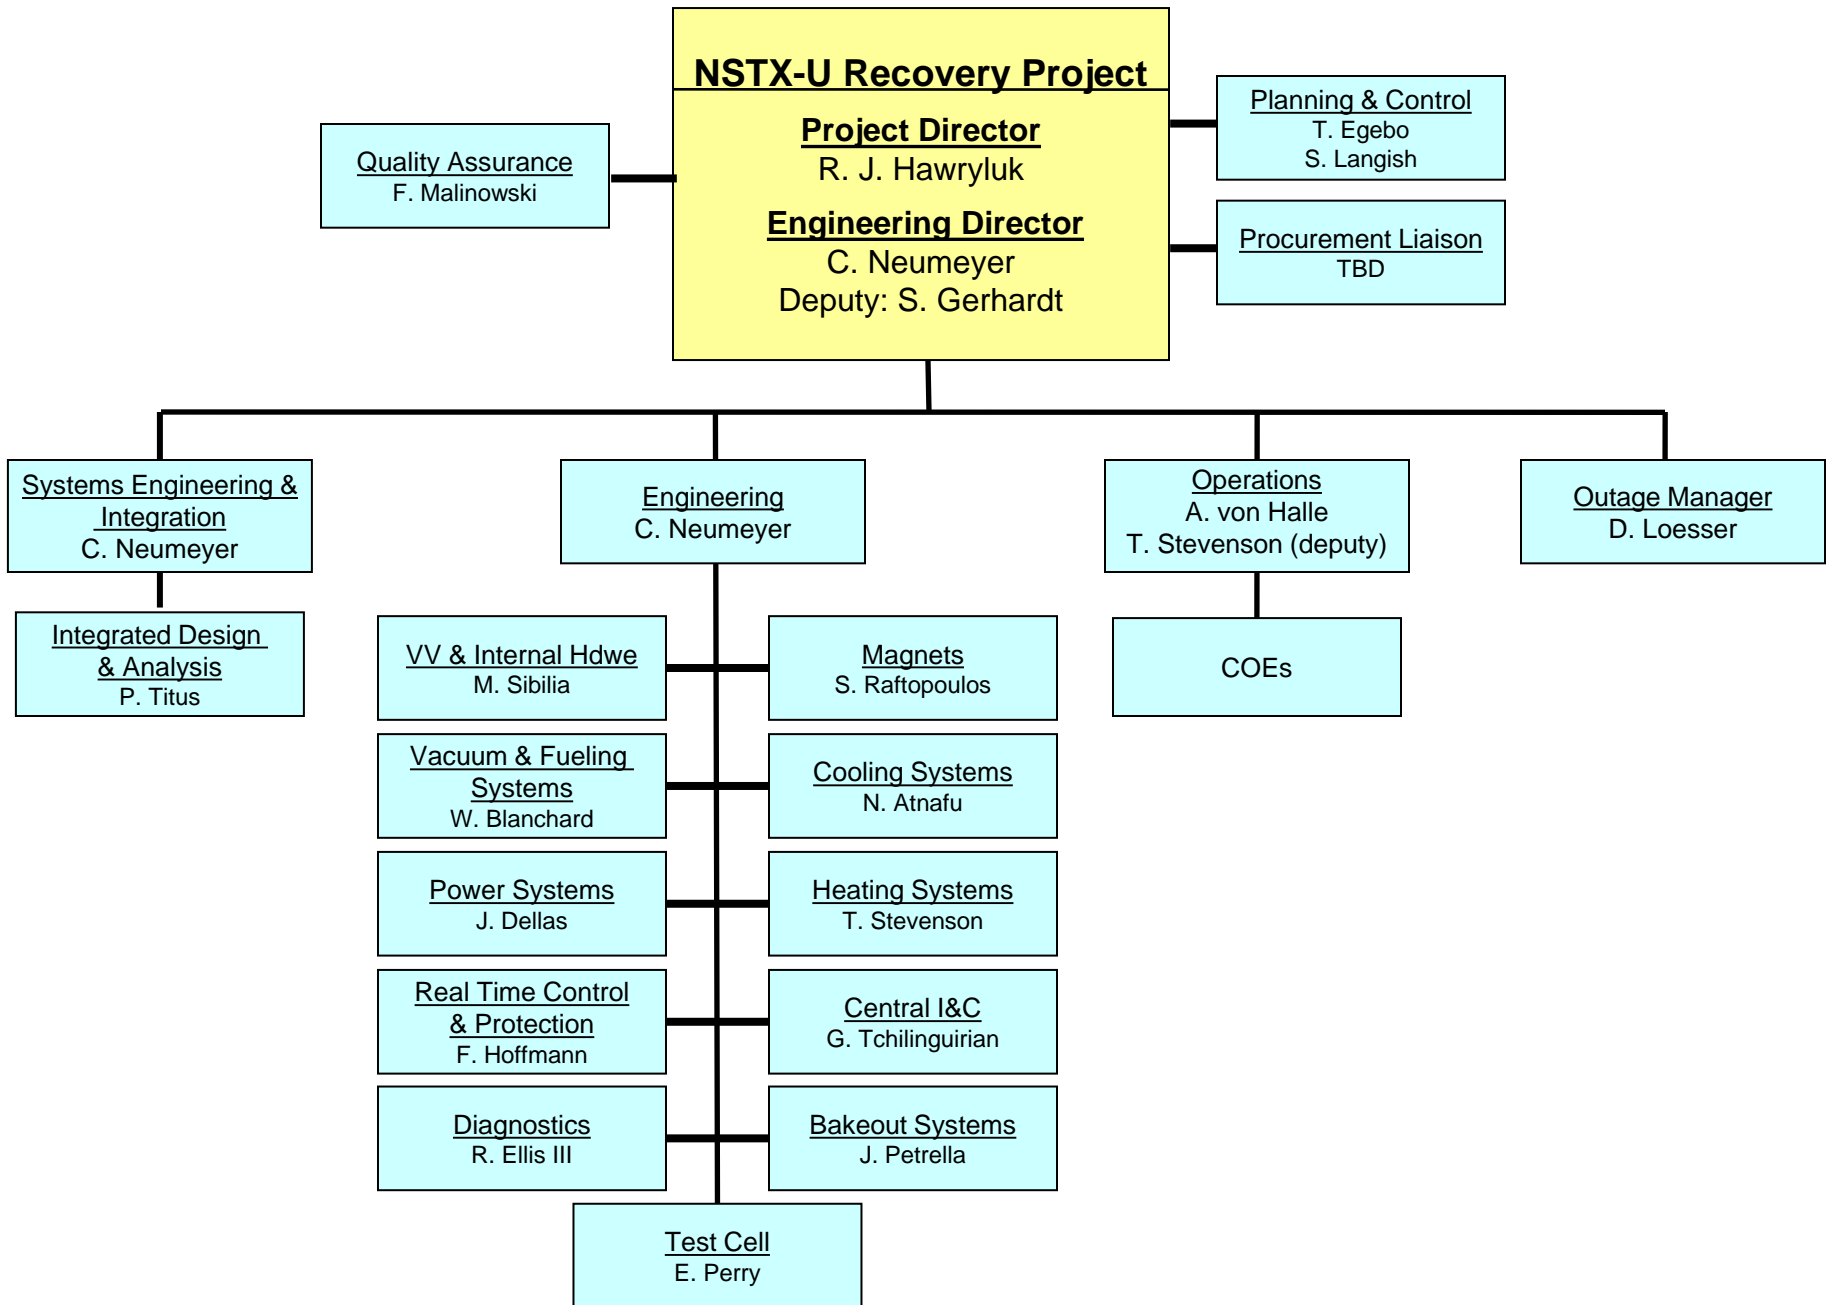 NSTX-U Recovery Project
Project Director
R. J. Hawryluk
Engineering Director
C. Neumeyer
Deputy: S. Gerhardt
Quality Assurance
F. Malinowski
Planning & Control
T. Egebo
S. Langish
Procurement Liaison
TBD
Systems Engineering &
Integration
C. Neumeyer
Engineering
C. Neumeyer
Operations
A. von Halle
T. Stevenson (deputy)
Outage Manager
D. Loesser
Integrated Design
& Analysis
P. Titus
VV & Internal Hdwe
M. Sibilia
Magnets
S. Raftopoulos
COEs
Vacuum & Fueling
Systems
W. Blanchard
Cooling Systems
N. Atnafu
Power Systems
J. Dellas
Heating Systems
T. Stevenson
Real Time Control
& Protection
F. Hoffmann
Central I&C
G. Tchilinguirian
Diagnostics
R. Ellis III
Bakeout Systems
J. Petrella
Test Cell
E. Perry